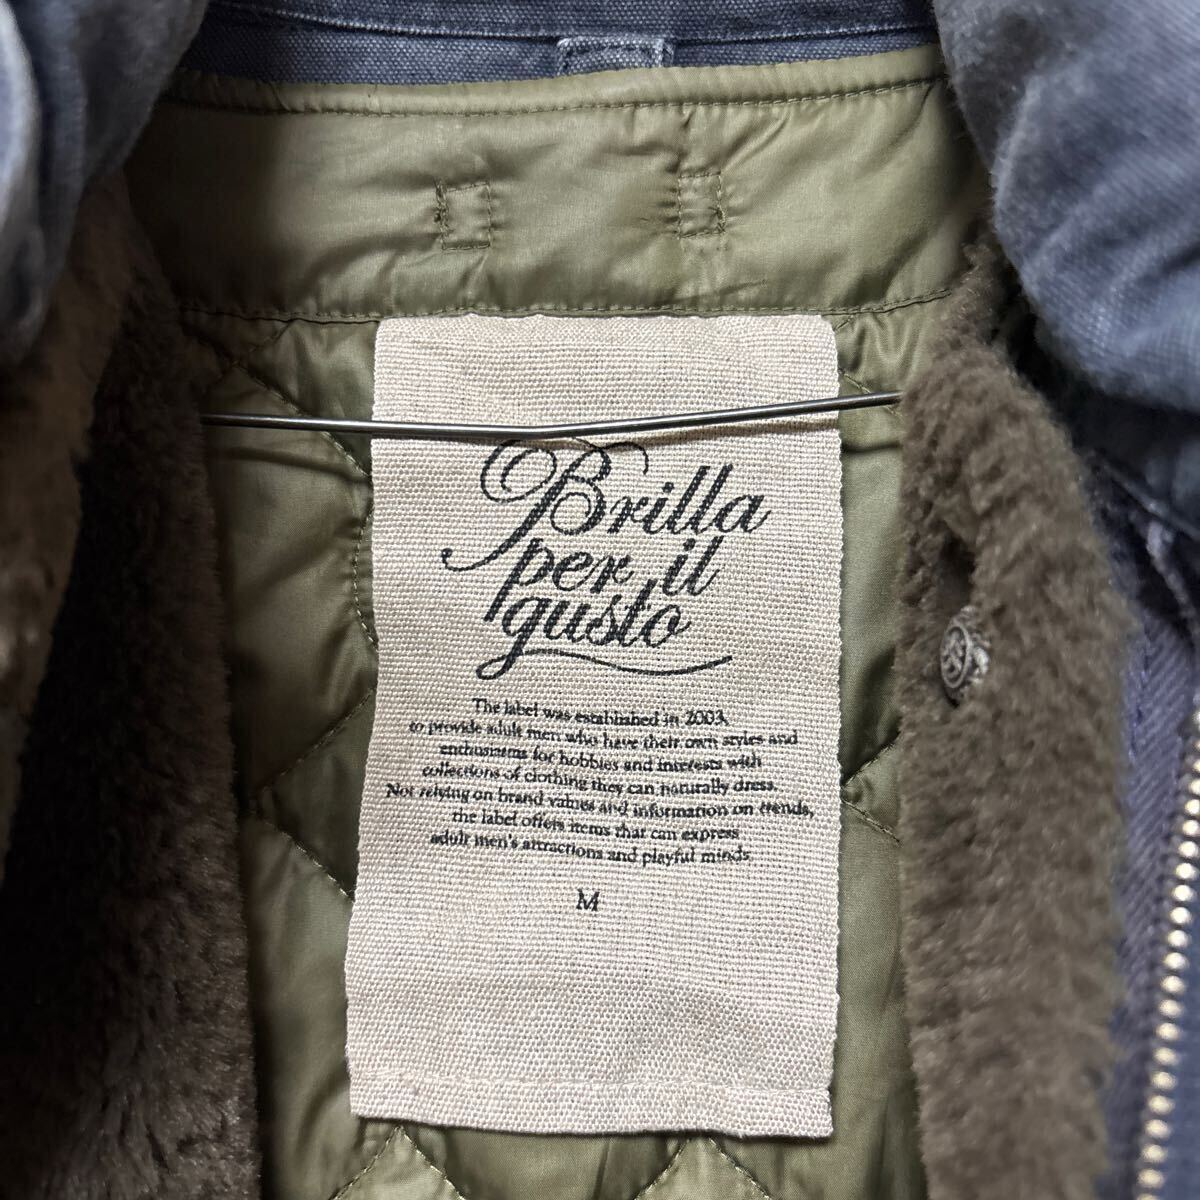 Brilla
per il
gusto
The label was established in 2003,
to provide adult men who have their own styles and
enthusiasms for hobbies and interests with
collections of clothing they can naturally dress.
Not relying on brand values and information on trends,
the label offers items that can express
adult men's attractions and playful minds.
M